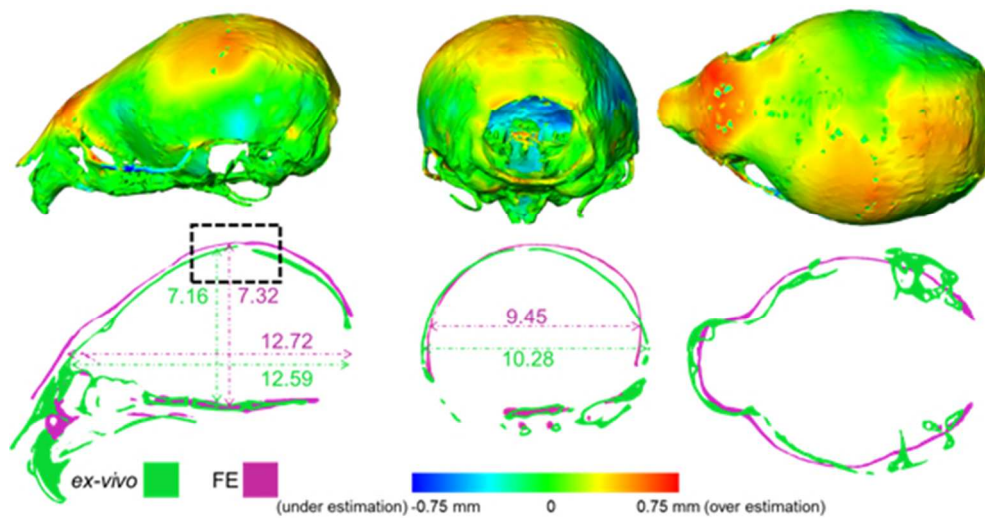 7.16
7.32
12.72
12.59
9.45
10.28
ex-vivo
FE
(under estimation) -0.75 mm 0 0.75 mm (over estimation)